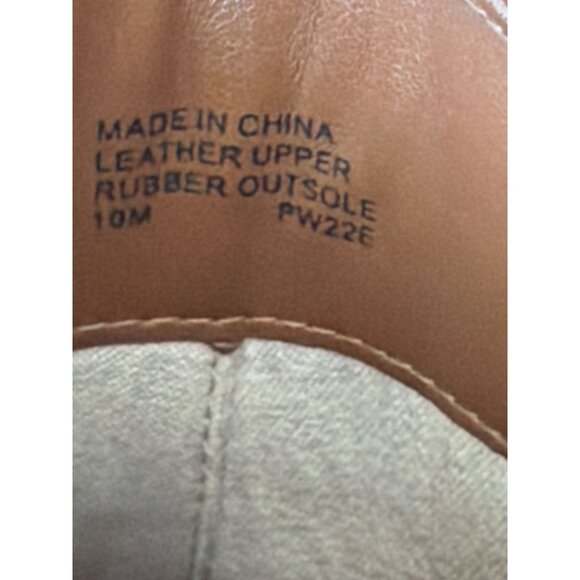 MADE IN CHINA
LEATHER UPPER
RUBBER OUTSOLE
10M PW22E